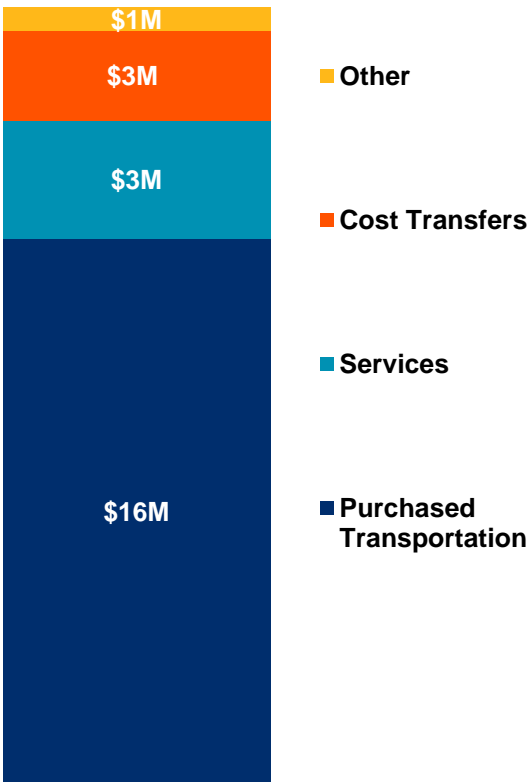 $1M
$3M
$3M
$16M
Other
Cost Transfers
Services
Purchased
Transportation